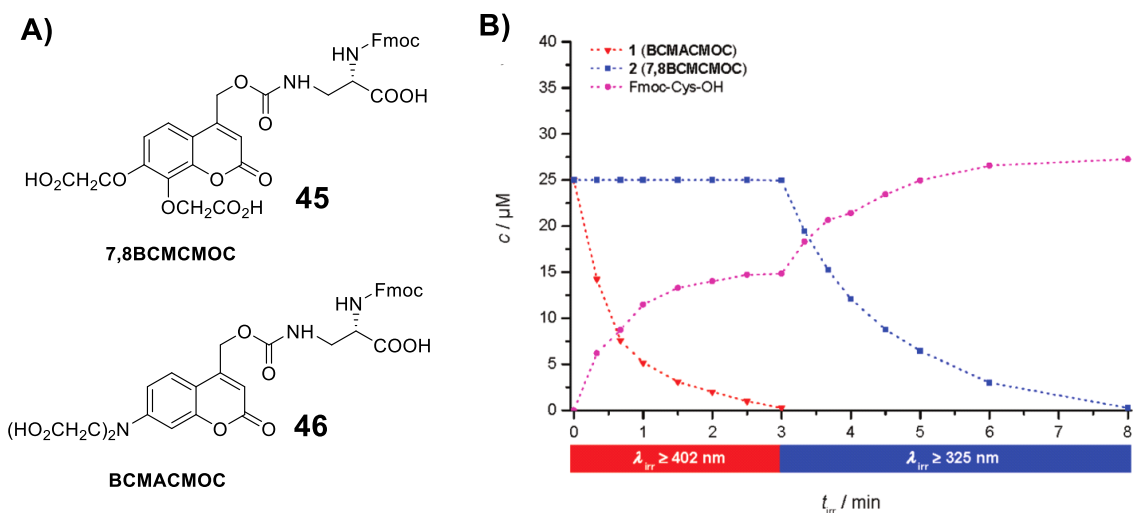 A)
Fmoc
HN
O
H
N
COOH
O
O
HO2CH2CO
O
O
OCH2CO2H
45
7,8BCMCMOC
Fmoc
HN
O
H
N
COOH
O
(HO2CH2C)2N
O
O
46
BCMACMOC
B)
1 (BCMACMOC)
2 (7,8BCMCMOC)
Fmoc-Cys-OH
40
35
30
25
20
15
10
5
0
c / μM
0 1 2 3 4 5 6 7 8
λirr ≥ 402 nm
λirr ≥ 325 nm
tirr / min